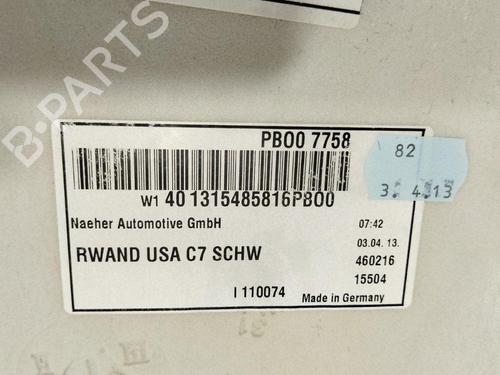 PB00 7758
82
3. 4.13
W1 40 1315485816PB00
Naeher Automotive GmbH
07:42
RWAND USA C7 SCHW
03.04. 13.
460216
15504
I 110074
Made in Germany
B-PARTS